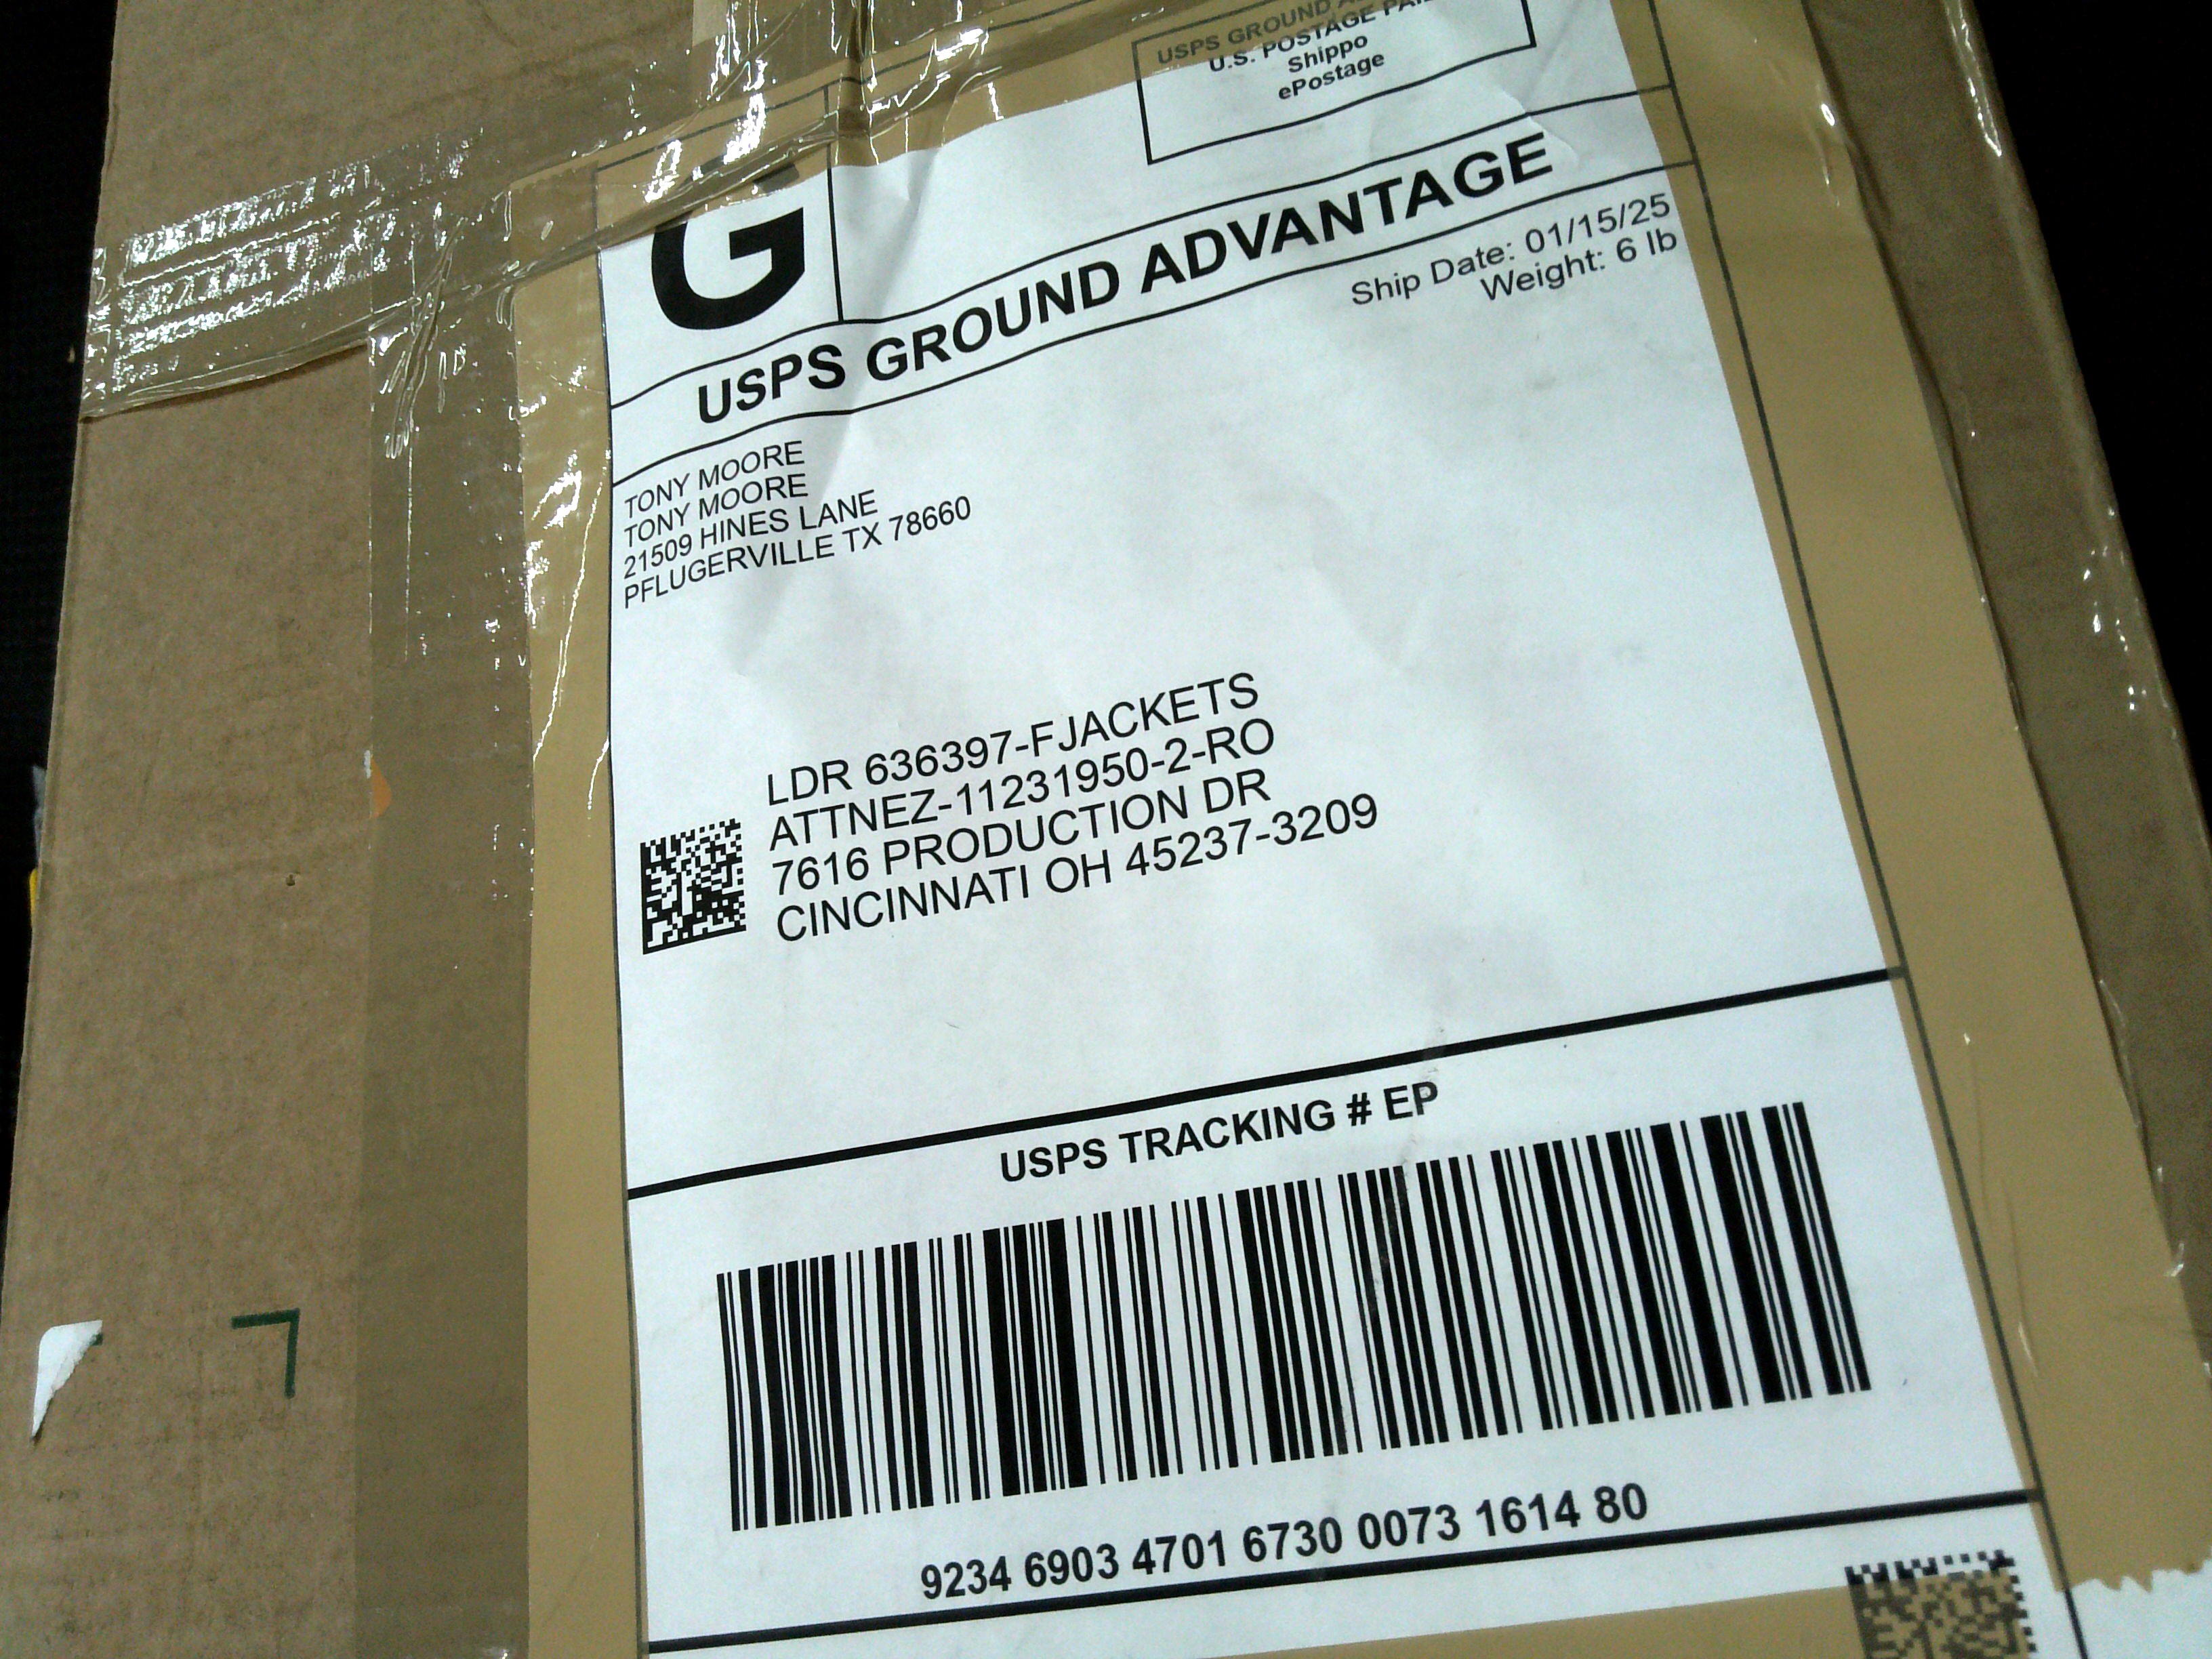 USPS GROUND
U.S. POSTAGE
Shippo
ePostage
G
USPS GROUND ADVANTAGE
Ship Date: 01/15/25
Weight: 6 lb
TONY MOORE
TONY MOORE
21509 HINES LANE
PFLUGERVILLE TX 78660
LDR 636397-FJACKETS
ATTNEZ-11231950-2-RO
7616 PRODUCTION DR
CINCINNATI OH 45237-3209
USPS TRACKING # EP
9234 6903 4701 6730 0073 1614 80